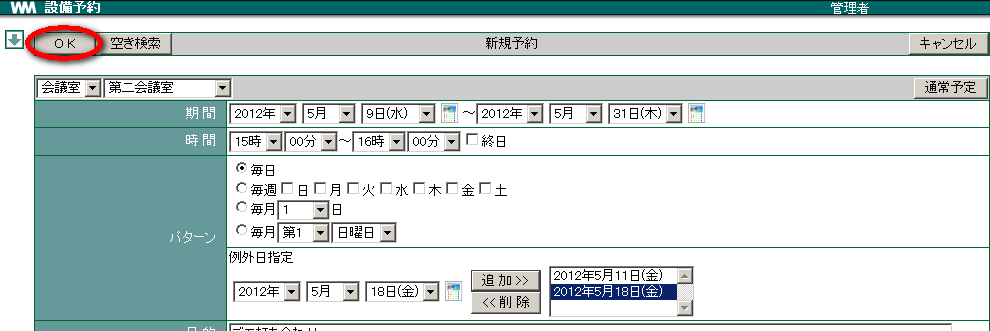 WM 設備予約 管理者
OK 空き検索 新規予約 キャンセル
会議室 第二会議室 通常予定
期間 2012年 5月 9日(水) ～ 2012年 5月 31日(木)
時間 15時 00分 ～ 16時 00分 終日
毎日
毎週 日 月 火 水 木 金 土
毎月 1 日
パターン
毎月 第1 日曜日
例外日指定
2012年 5月 18日(金) 追加>> <<削除 2012年5月11日(金)
2012年5月18日(金)